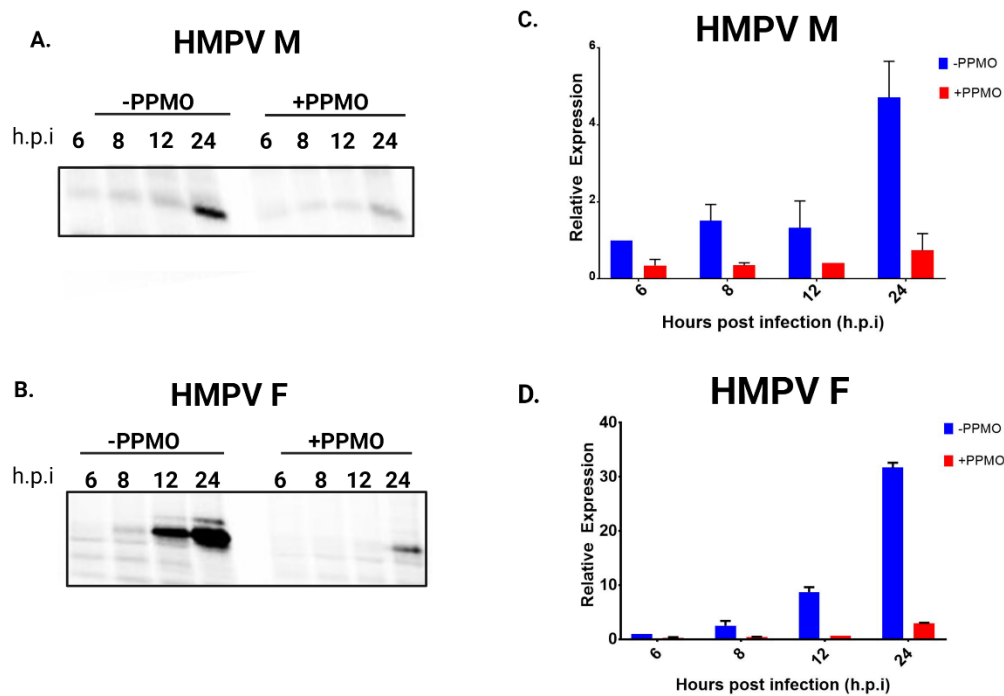 A.
HMPV M
-PPMO +PPMO
h.p.i 6 8 12 24 6 8 12 24
B.
HMPV F
-PPMO +PPMO
h.p.i 6 8 12 24 6 8 12 24
C.
HMPV M
-PPMO
+PPMO
Relative Expression
6
4
2
0
6 8 12 24
Hours post infection (h.p.i)
D.
HMPV F
-PPMO
+PPMO
Relative Expression
40
30
20
10
0
6 8 12 24
Hours post infection (h.p.i)